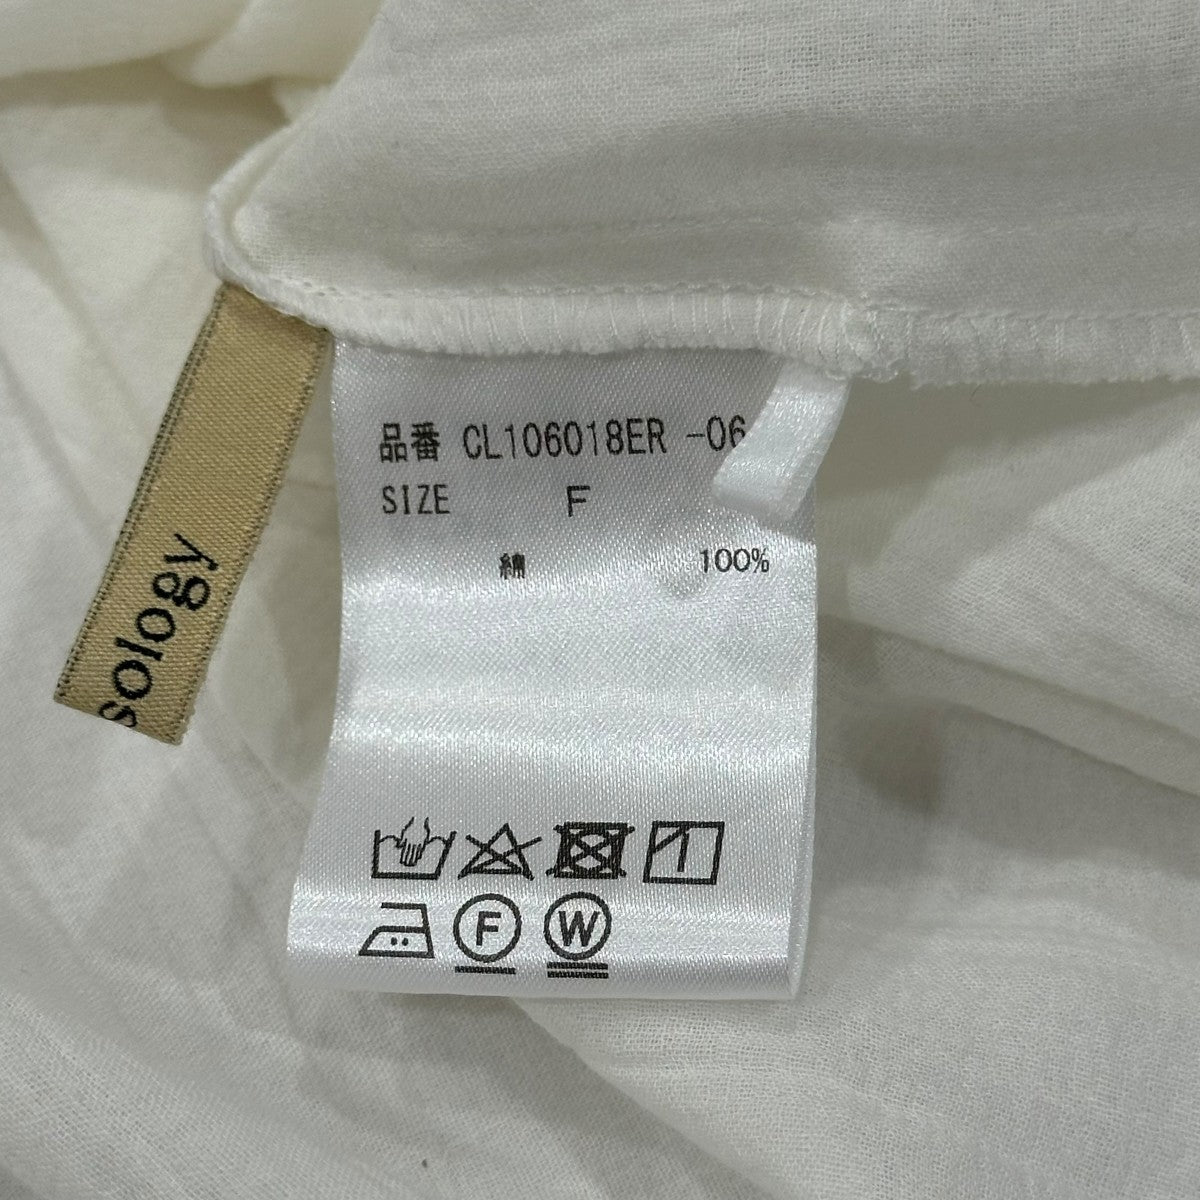 品番 CL106018ER -06
SIZE F
綿 100%
F W
sology